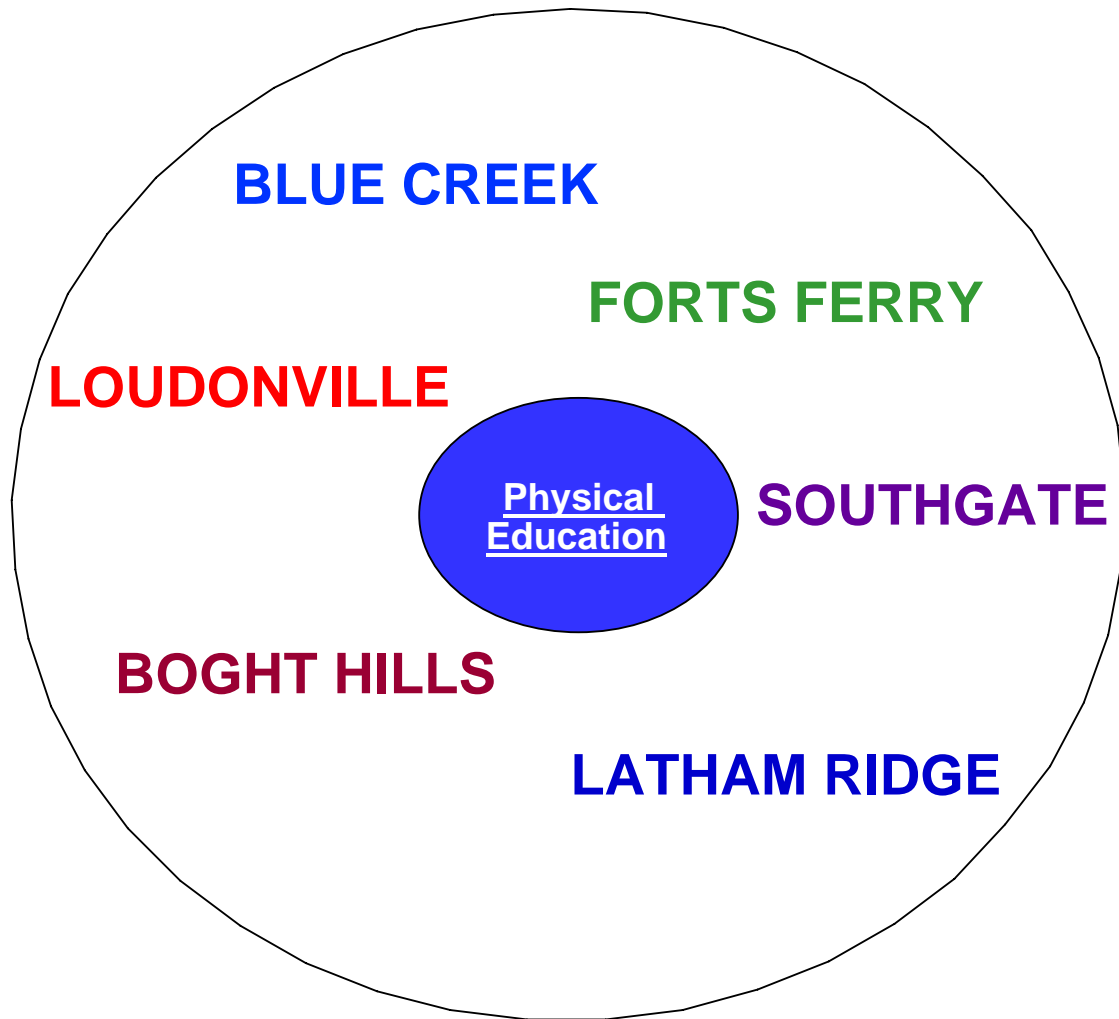 BLUE CREEK
FORTS FERRY
LOUDONVILLE
Physical
Education
SOUTHGATE
BOGHT HILLS
LATHAM RIDGE